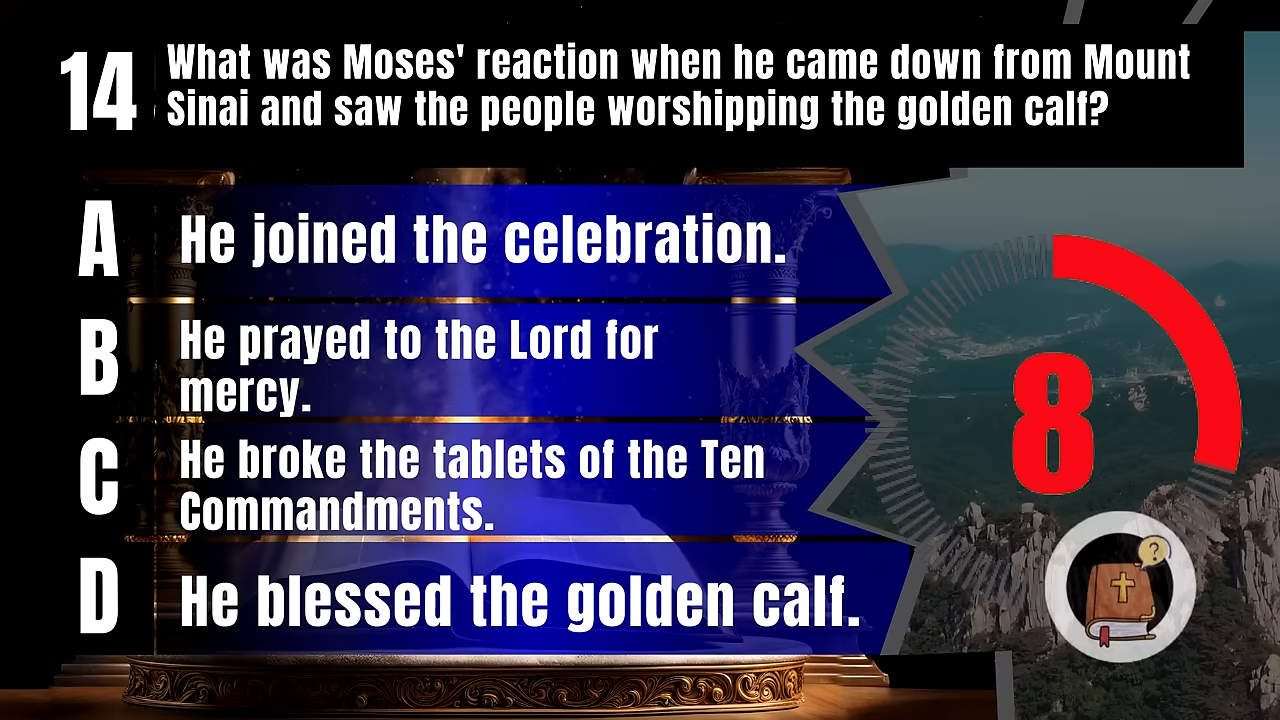 14
What was Moses' reaction when he came down from Mount
Sinai and saw the people worshipping the golden calf?
A
He joined the celebration.
B
He prayed to the Lord for
mercy.
C
He broke the tablets of the Ten
Commandments.
D
He blessed the golden calf.
8
?